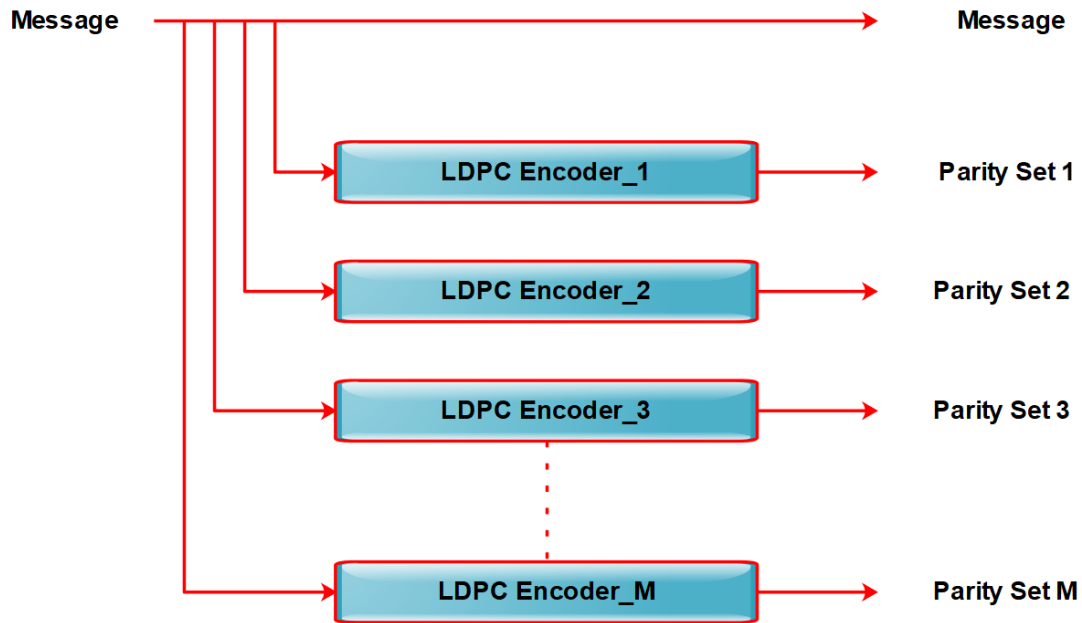 Message
Message
LDPC Encoder_1
Parity Set 1
LDPC Encoder_2
Parity Set 2
LDPC Encoder_3
Parity Set 3
LDPC Encoder_M
Parity Set M